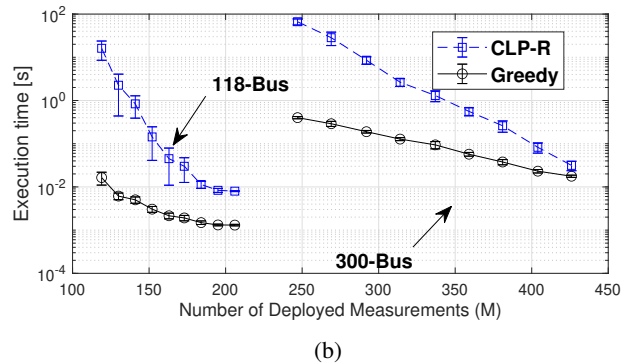 10^2
10^0
10^-2
10^-4
Execution time [s]
CLP-R
Greedy
118-Bus
300-Bus
100 150 200 250 300 350 400 450
Number of Deployed Measurements (M)
(b)